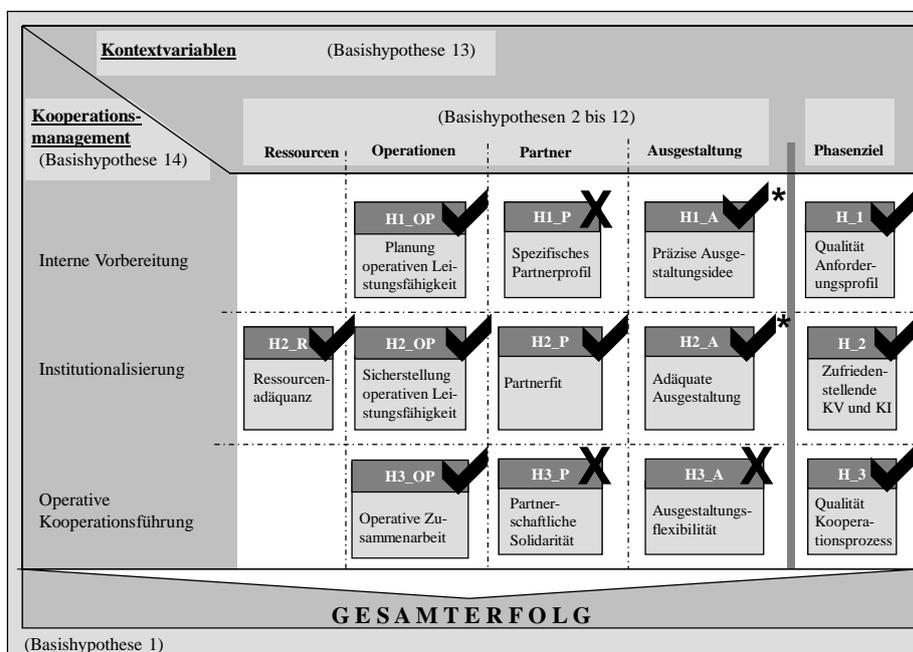 Kontextvariablen (Basishypothese 13)
Kooperations-
management
(Basishypothese 14)
(Basishypothesen 2 bis 12)
Ressourcen Operationen Partner Ausgestaltung Phasenziel
Interne Vorbereitung
H1_OP
Planung
operativen Leis-
tungsfähigkeit
H1_P
X
Spezifisches
Partnerprofil
H1_A
*
Präzise Ausge-
staltungsidee
H_1
Qualität
Anforder-
ungsprofil
Institutionalisierung
H2_R
Ressourcen-
adäquanz
H2_OP
Sicherstellung
operativen Leis-
tungsfähigkeit
H2_P
Partnerfit
H2_A
*
Adäquate
Ausgestaltung
H_2
Zufrieden-
stellende
KV und KI
Operative
Kooperationsführung
H3_OP
Operative Zu-
sammenarbeit
H3_P
X
Partner-
schaftliche
Solidarität
H3_A
X
Ausgestaltungs-
flexibilität
H_3
Qualität
Koopera-
tionsprozess
GESAMTERFOLG
(Basishypothese 1)